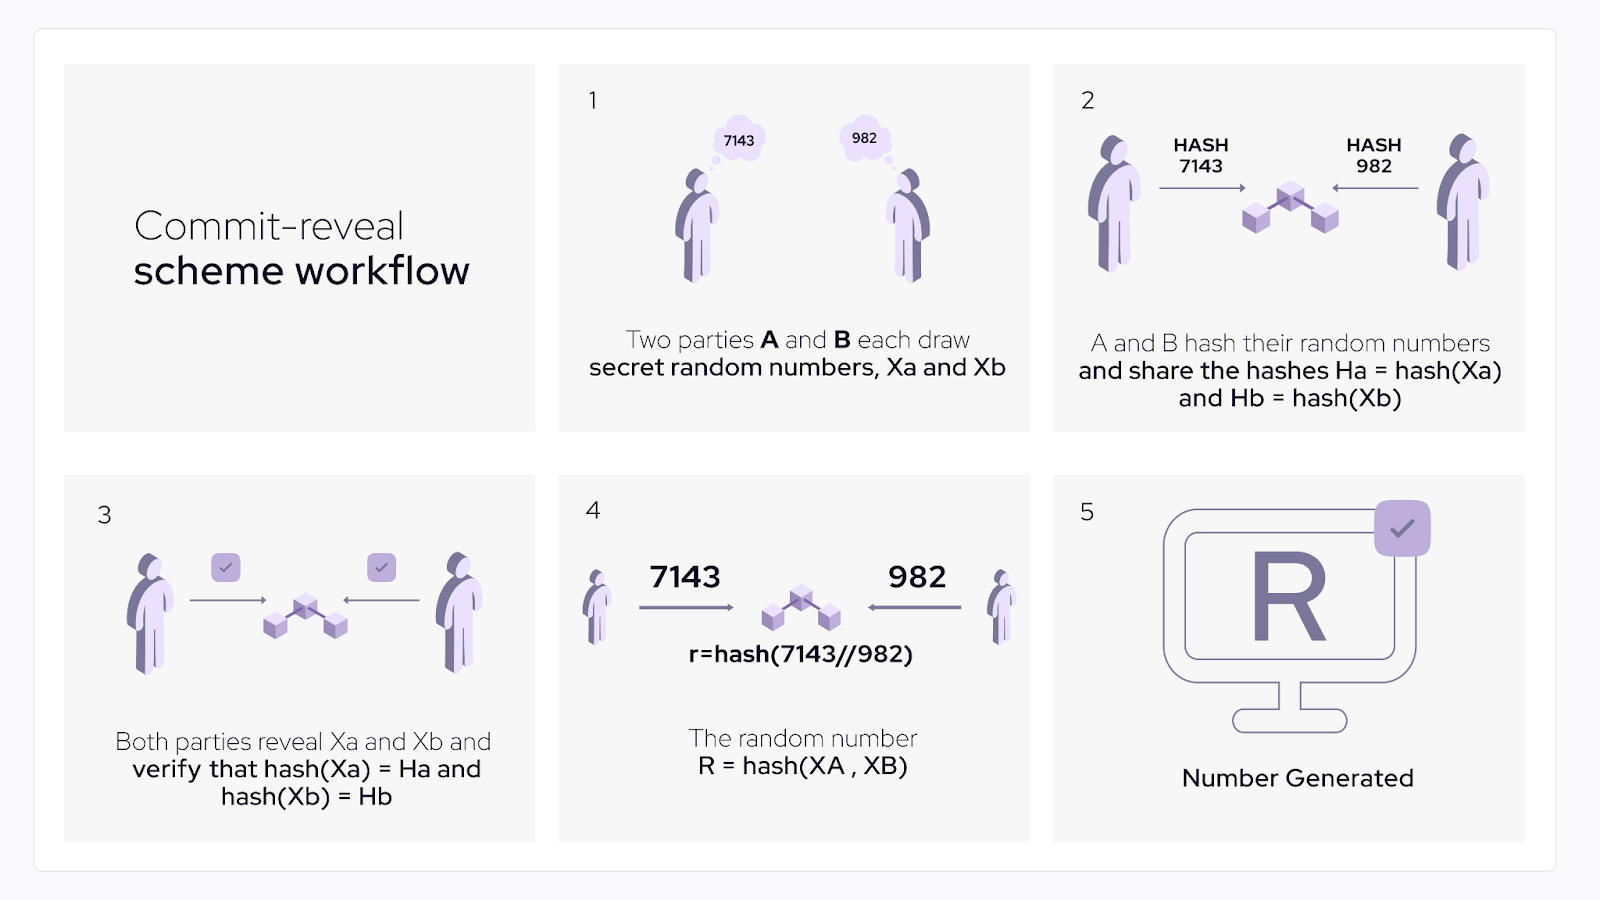 Commit-reveal
scheme workflow
1
7143
982
Two parties A and B each draw
secret random numbers, Xa and Xb
2
HASH
7143
HASH
982
A and B hash their random numbers
and share the hashes Ha = hash(Xa)
and Hb = hash(Xb)
3
Both parties reveal Xa and Xb and
verify that hash(Xa) = Ha and
hash(Xb) = Hb
4
7143
982
r=hash(7143//982)
The random number
R = hash(XA , XB)
5
R
Number Generated